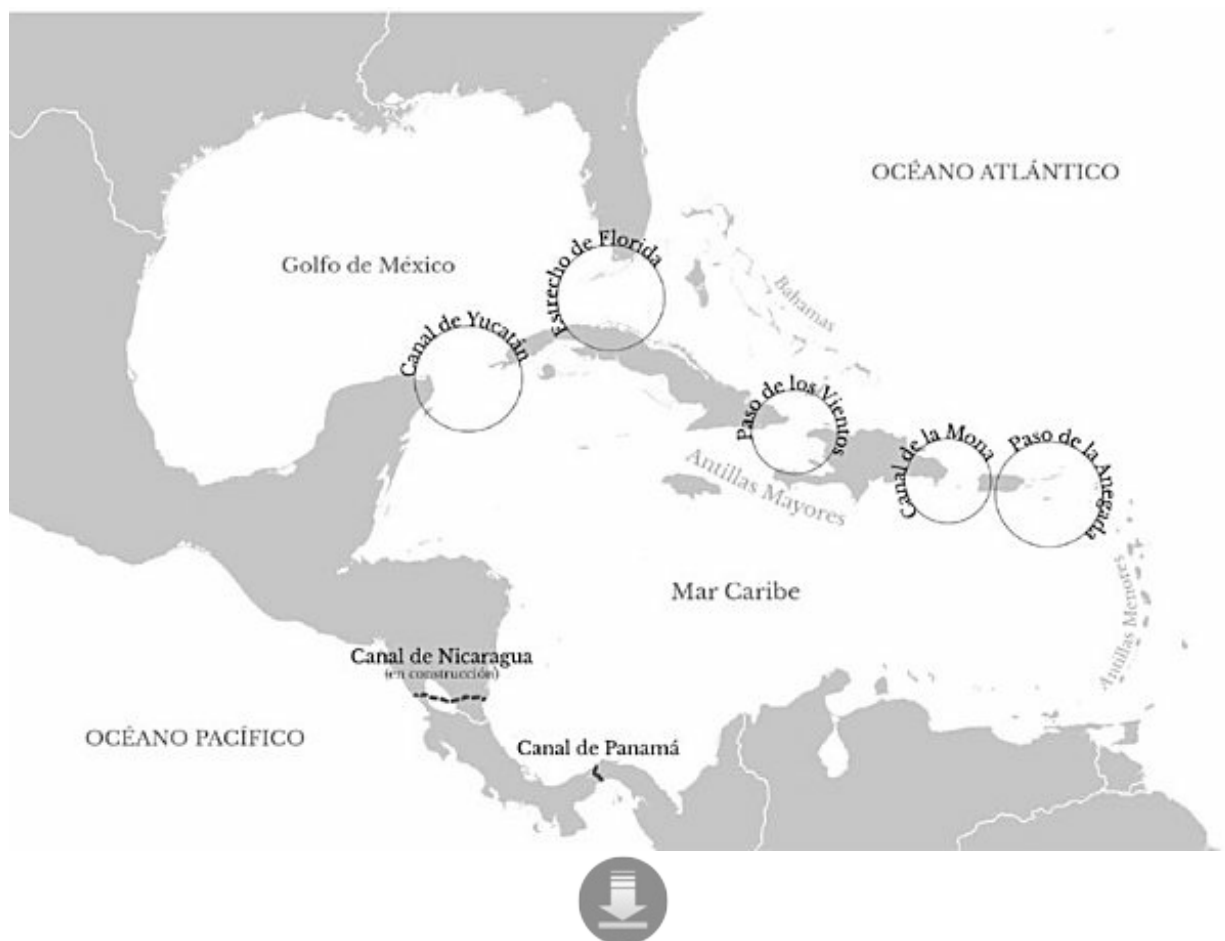 OCÉANO ATLÁNTICO
Golfo de México
Estrecho de Florida
Bahamas
Canal de Yucatán
Paso de los Vientos
Canal de la Mona
Paso de la Anegada
Antillas Mayores
Mar Caribe
Antillas Menores
Canal de Nicaragua
(en construcción)
OCÉANO PACÍFICO
Canal de Panamá